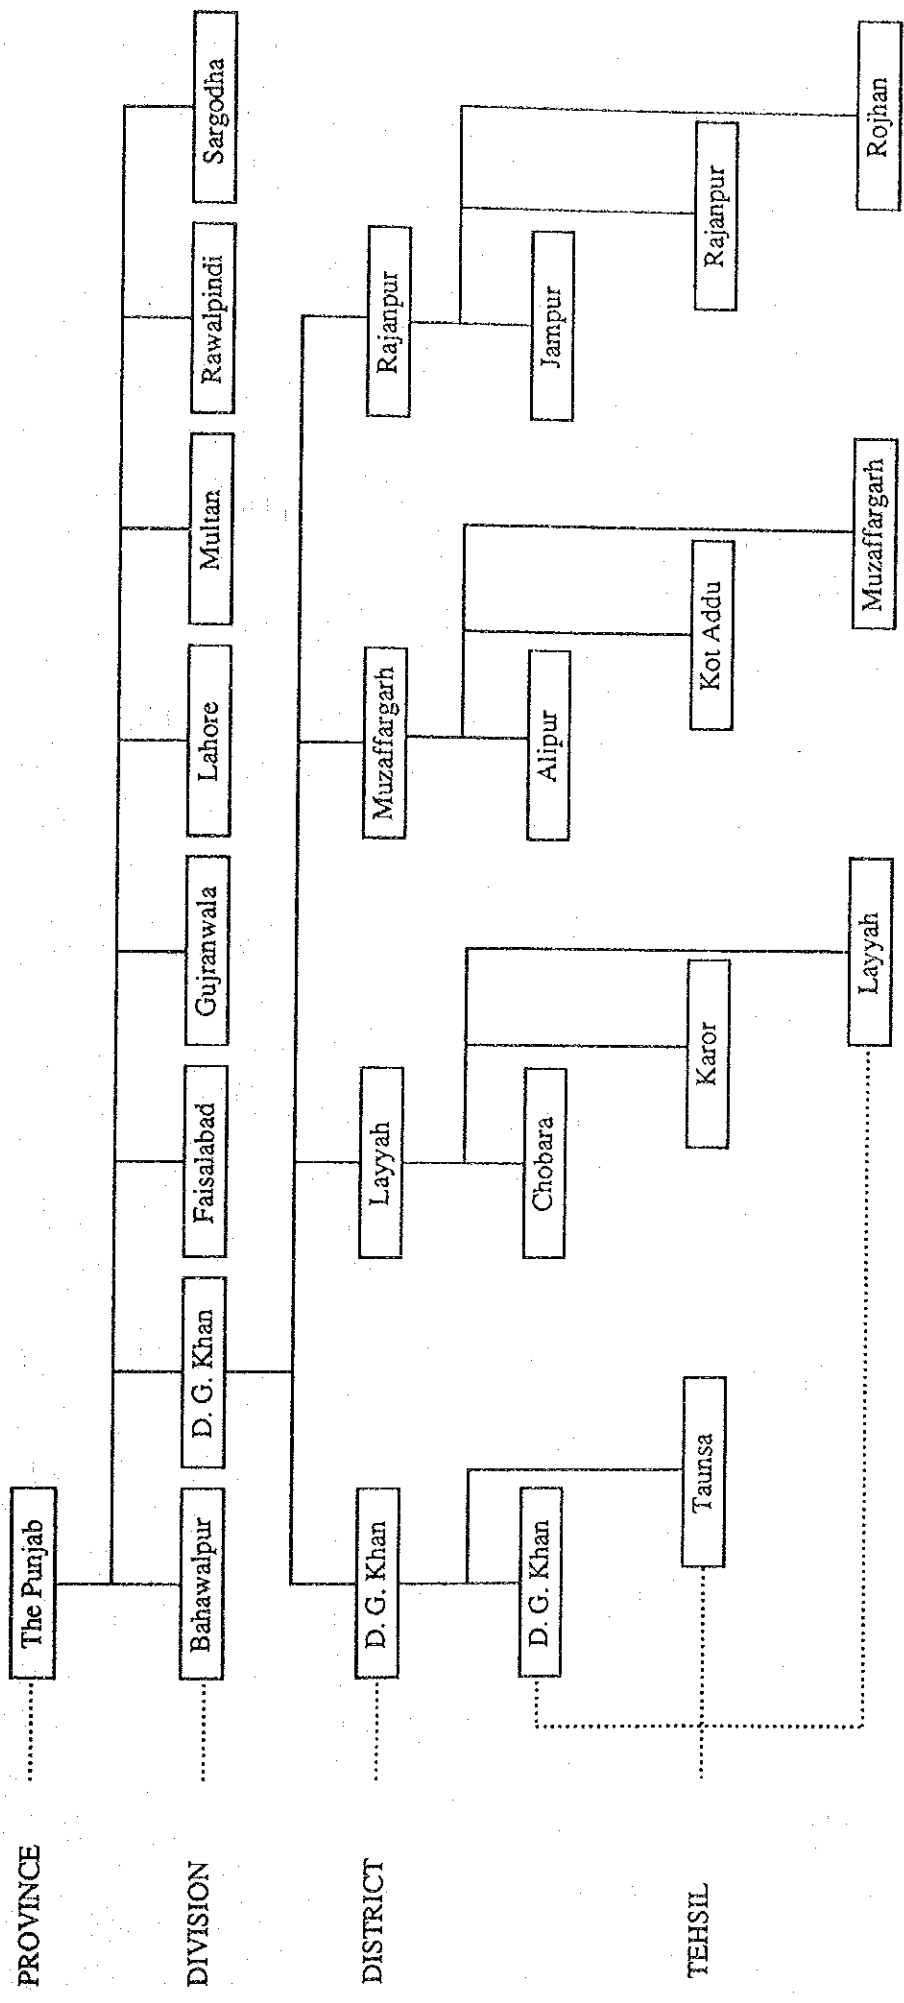 PROVINCE
The Punjab
DIVISION
Bahawalpur
D. G. Khan
Faisalabad
Gujranwala
Lahore
Multan
Rawalpindi
Sargodha
DISTRICT
D. G. Khan
Layyah
Muzaffargarh
Rajanpur
TEHSIL
D. G. Khan
Chobara
Alipur
Jampur
Taunsa
Karor
Kot Addu
Rajanpur
Layyah
Muzaffargarh
Rojhan